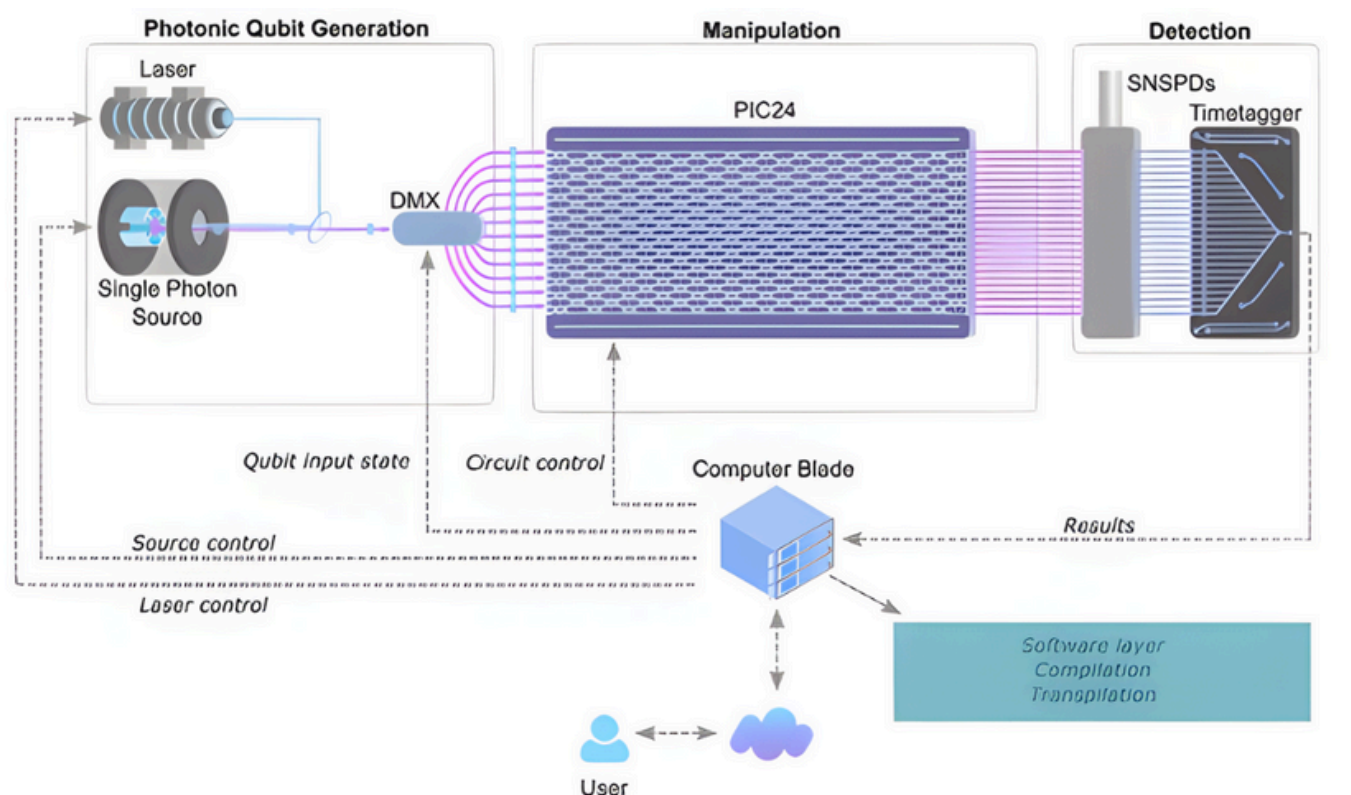 Photonic Qubit Generation
Manipulation
Detection
Laser
SNSPDs
PIC24
Timetagger
DMX
Single Photon
Source
Qubit input state
Circuit control
Computer Blade
Results
Source control
Laser control
Software layer
Compilation
Transpilation
User